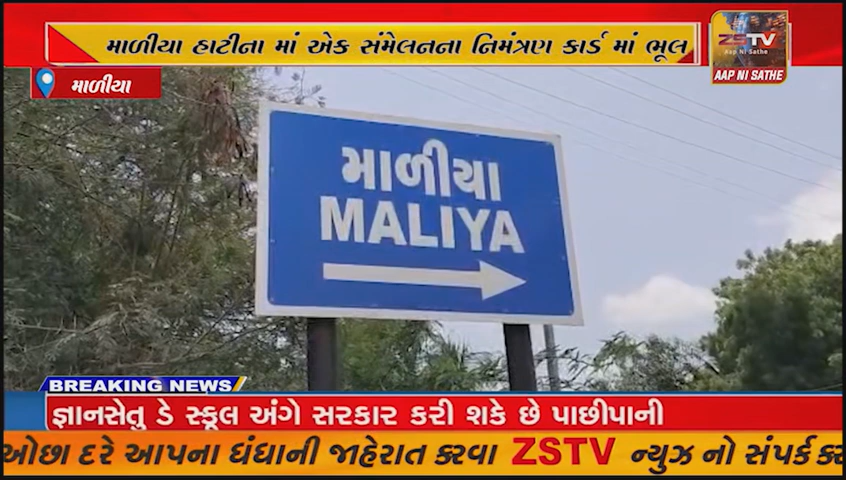 માળીયા હાટીના માં એક સંમેલનના નિમંત્રણ કાર્ડ માં ભૂલ
ZSTV
Aap Ni Sathe
AAP NI SATHE
માળીયા
માળીયા
MALIYA
BREAKING NEWS
જ્ઞાનસેતુ ડે સ્કૂલ અંગે સરકાર કરી શકે છે પાછીપાની
ઓછા દરે આપના ધંધાની જાહેરાત કરવા ZSTV ન્યુઝ નો સંપર્ક